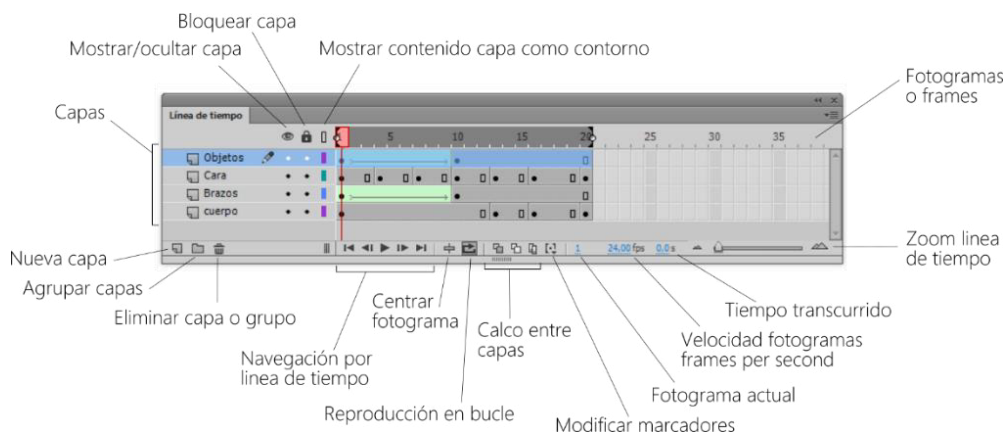 Bloquear capa
Mostrar/ocultar capa
Mostrar contenido capa como contorno
Fotogramas
o frames
Capas
Línea de tiempo
5 10 15 20 25 30 35
Objetos
Cara
Brazos
cuerpo
1 24,00 fps 0,0 s
Nueva capa
Agrupar capas
Eliminar capa o grupo
Navegación por
linea de tiempo
Centrar
fotograma
Reproducción en bucle
Calco entre
capas
Modificar marcadores
Fotograma actual
Velocidad fotogramas
frames per second
Tiempo transcurrido
Zoom linea
de tiempo